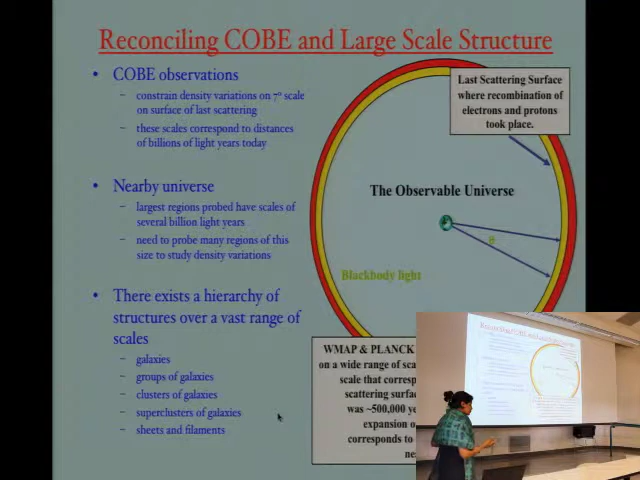 Reconciling COBE and Large Scale Structure
• COBE observations
– constrain density variations on 7° scale
on surface of last scattering
– these scales correspond to distances
of billions of light years today
• Nearby universe
– largest regions probed have scales of
several billion light years
– need to probe many regions of this
size to study density variations
• There exists a hierarchy of
structures over a vast range of
scales
– galaxies
– groups of galaxies
– clusters of galaxies
– superclusters of galaxies
– sheets and filaments
Last Scattering Surface
where recombination of
electrons and protons
took place.
The Observable Universe
θ
Blackbody light
WMAP & PLANCK
on a wide range of
scale that
scattering
was ~500,000
expansion
corresponds to